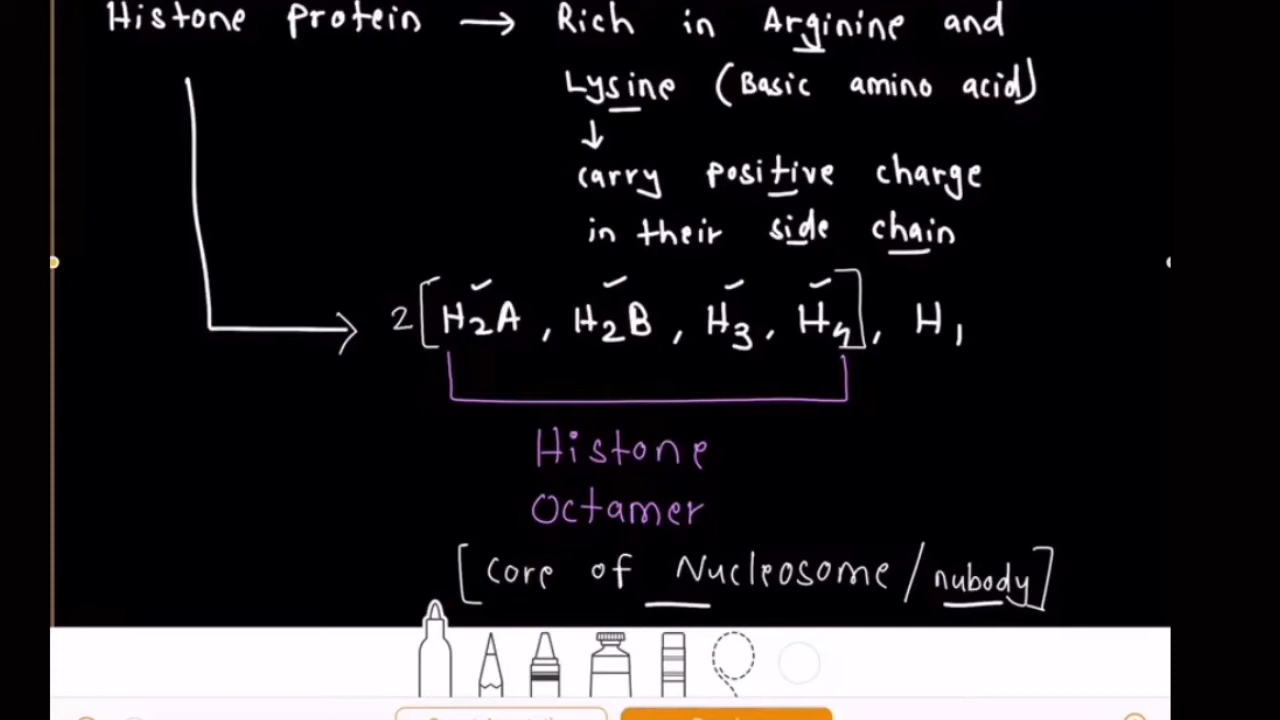 Histone protein → Rich in Arginine and
Lysine (Basic amino acid)
↓
carry positive charge
in their side chain
2 [H2A, H2B, H3, H4], H1
Histone
Octamer
[core of Nucleosome/nubody]